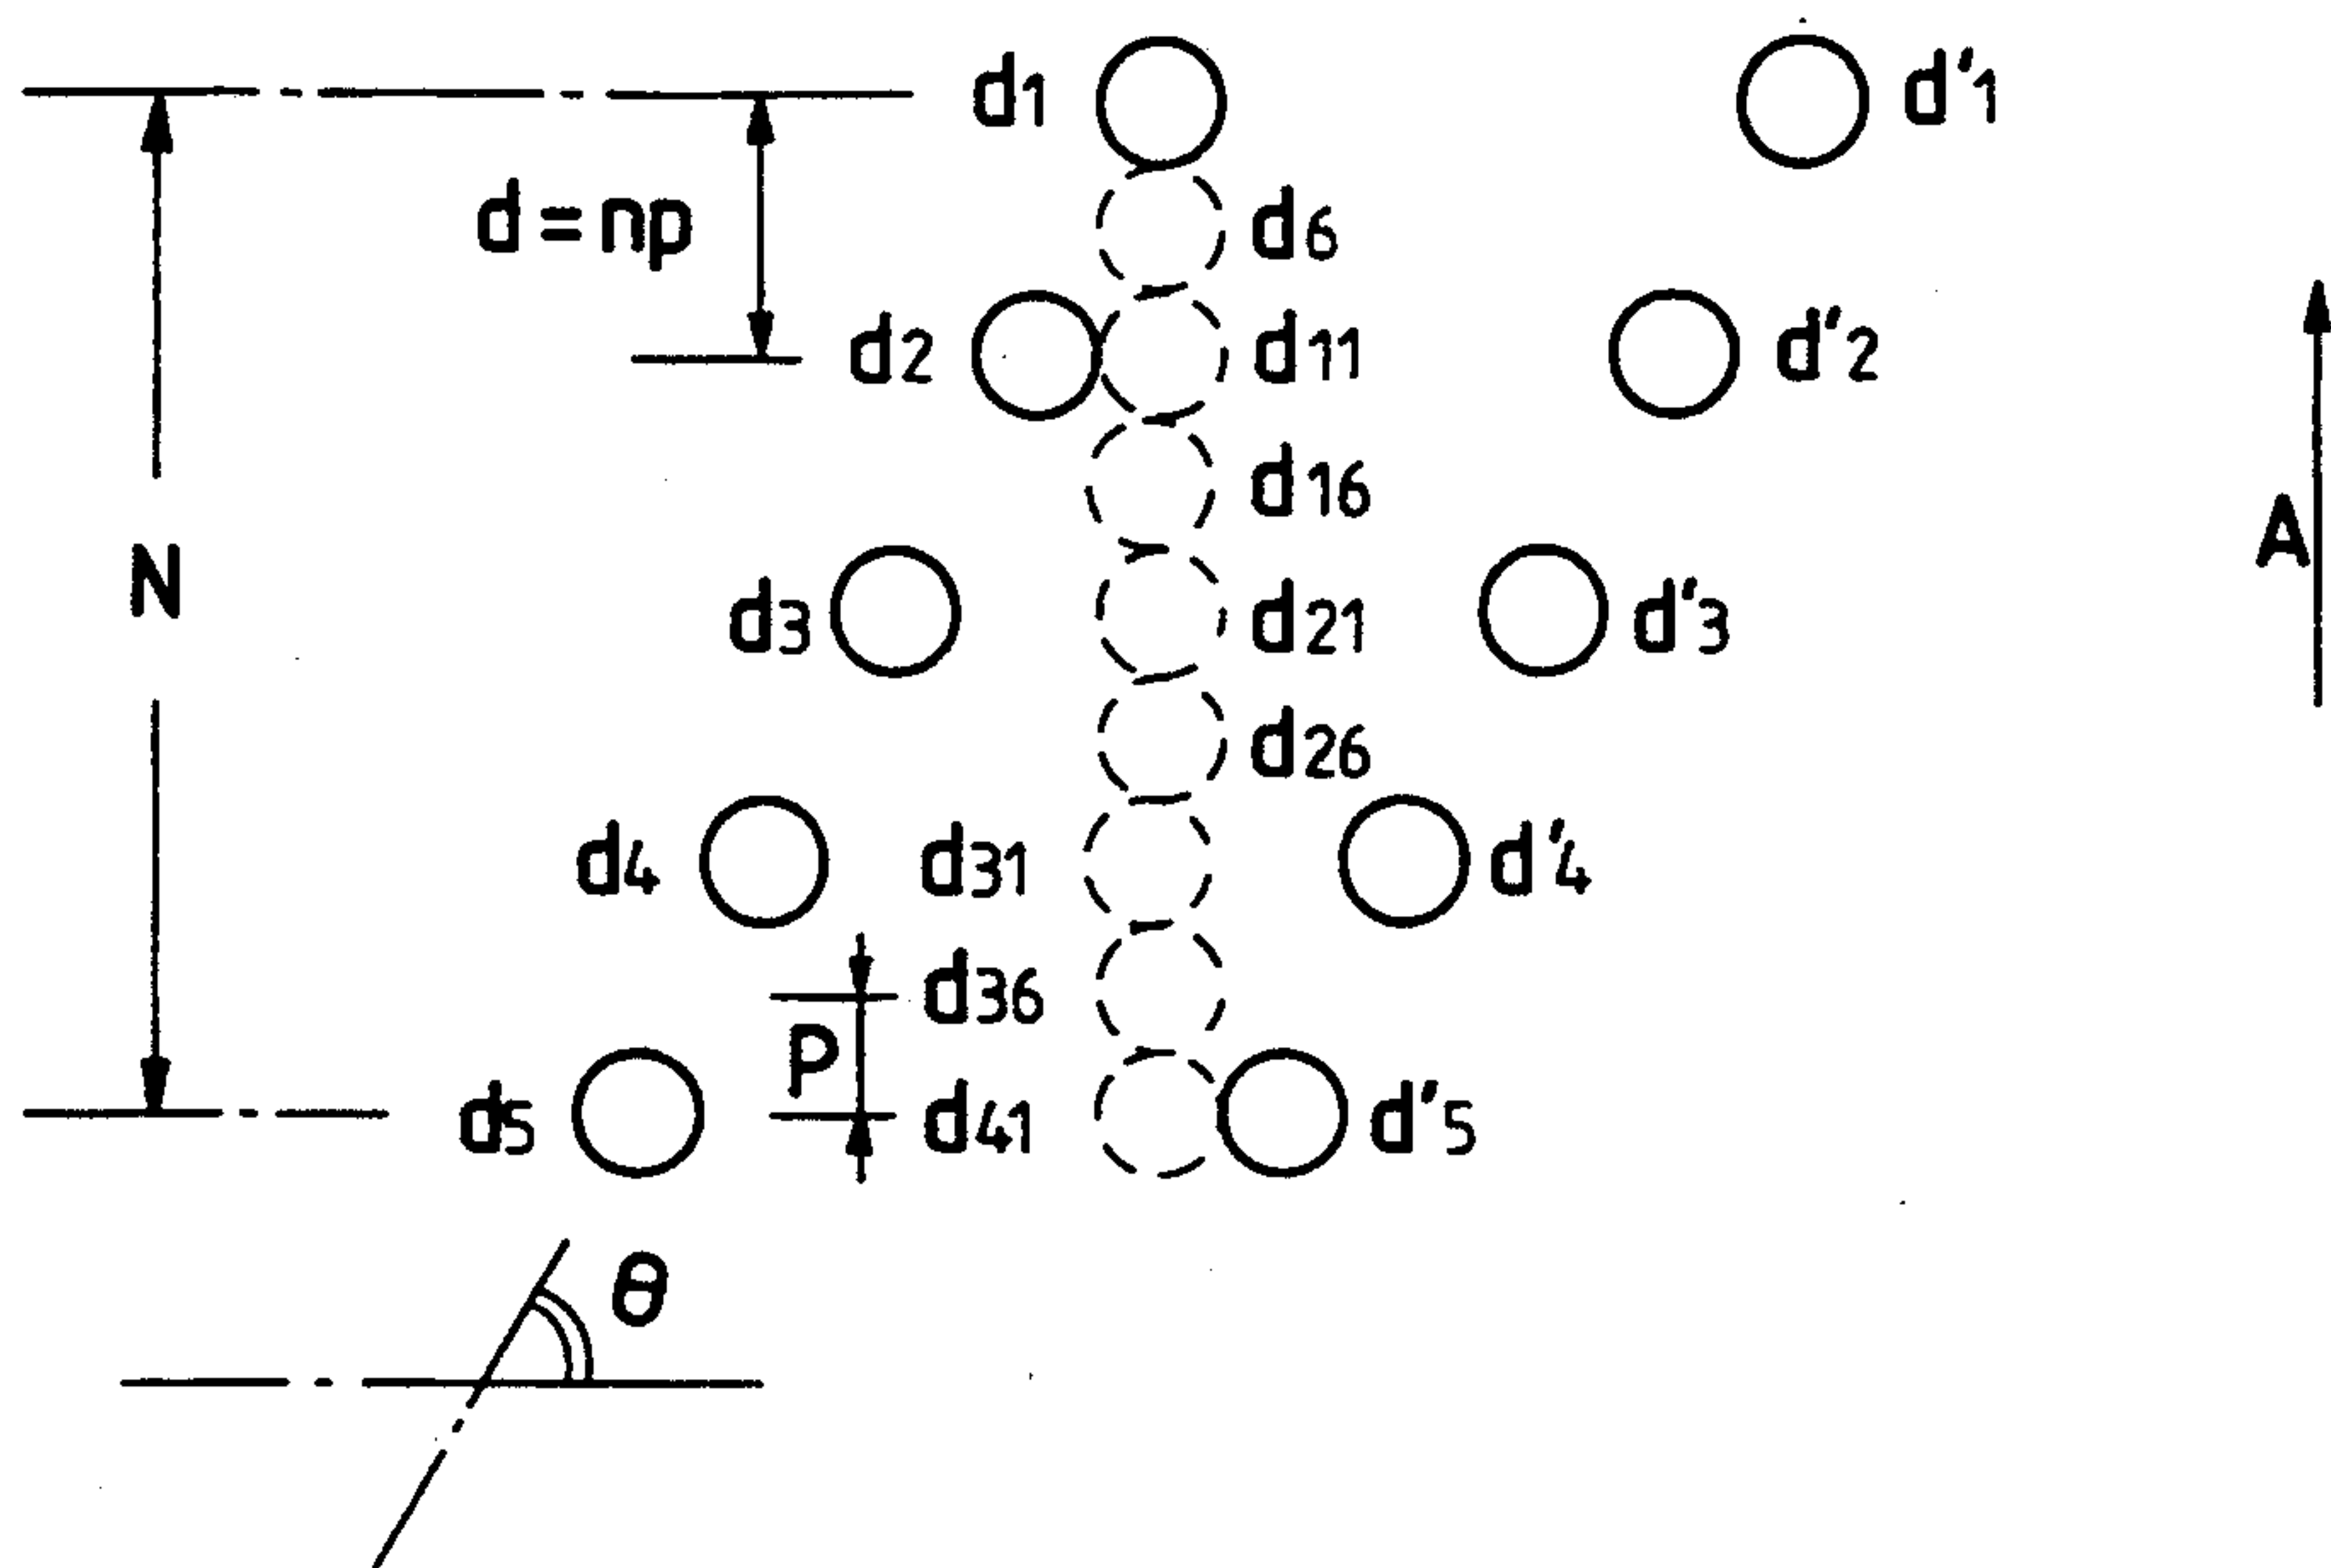 d1 d'1
d=np d6
d2 d11 d'2
d16
A
N d3 d21 d'3
d26
d4 d31 d'4
d36
P
d5 d41 d'5
θ